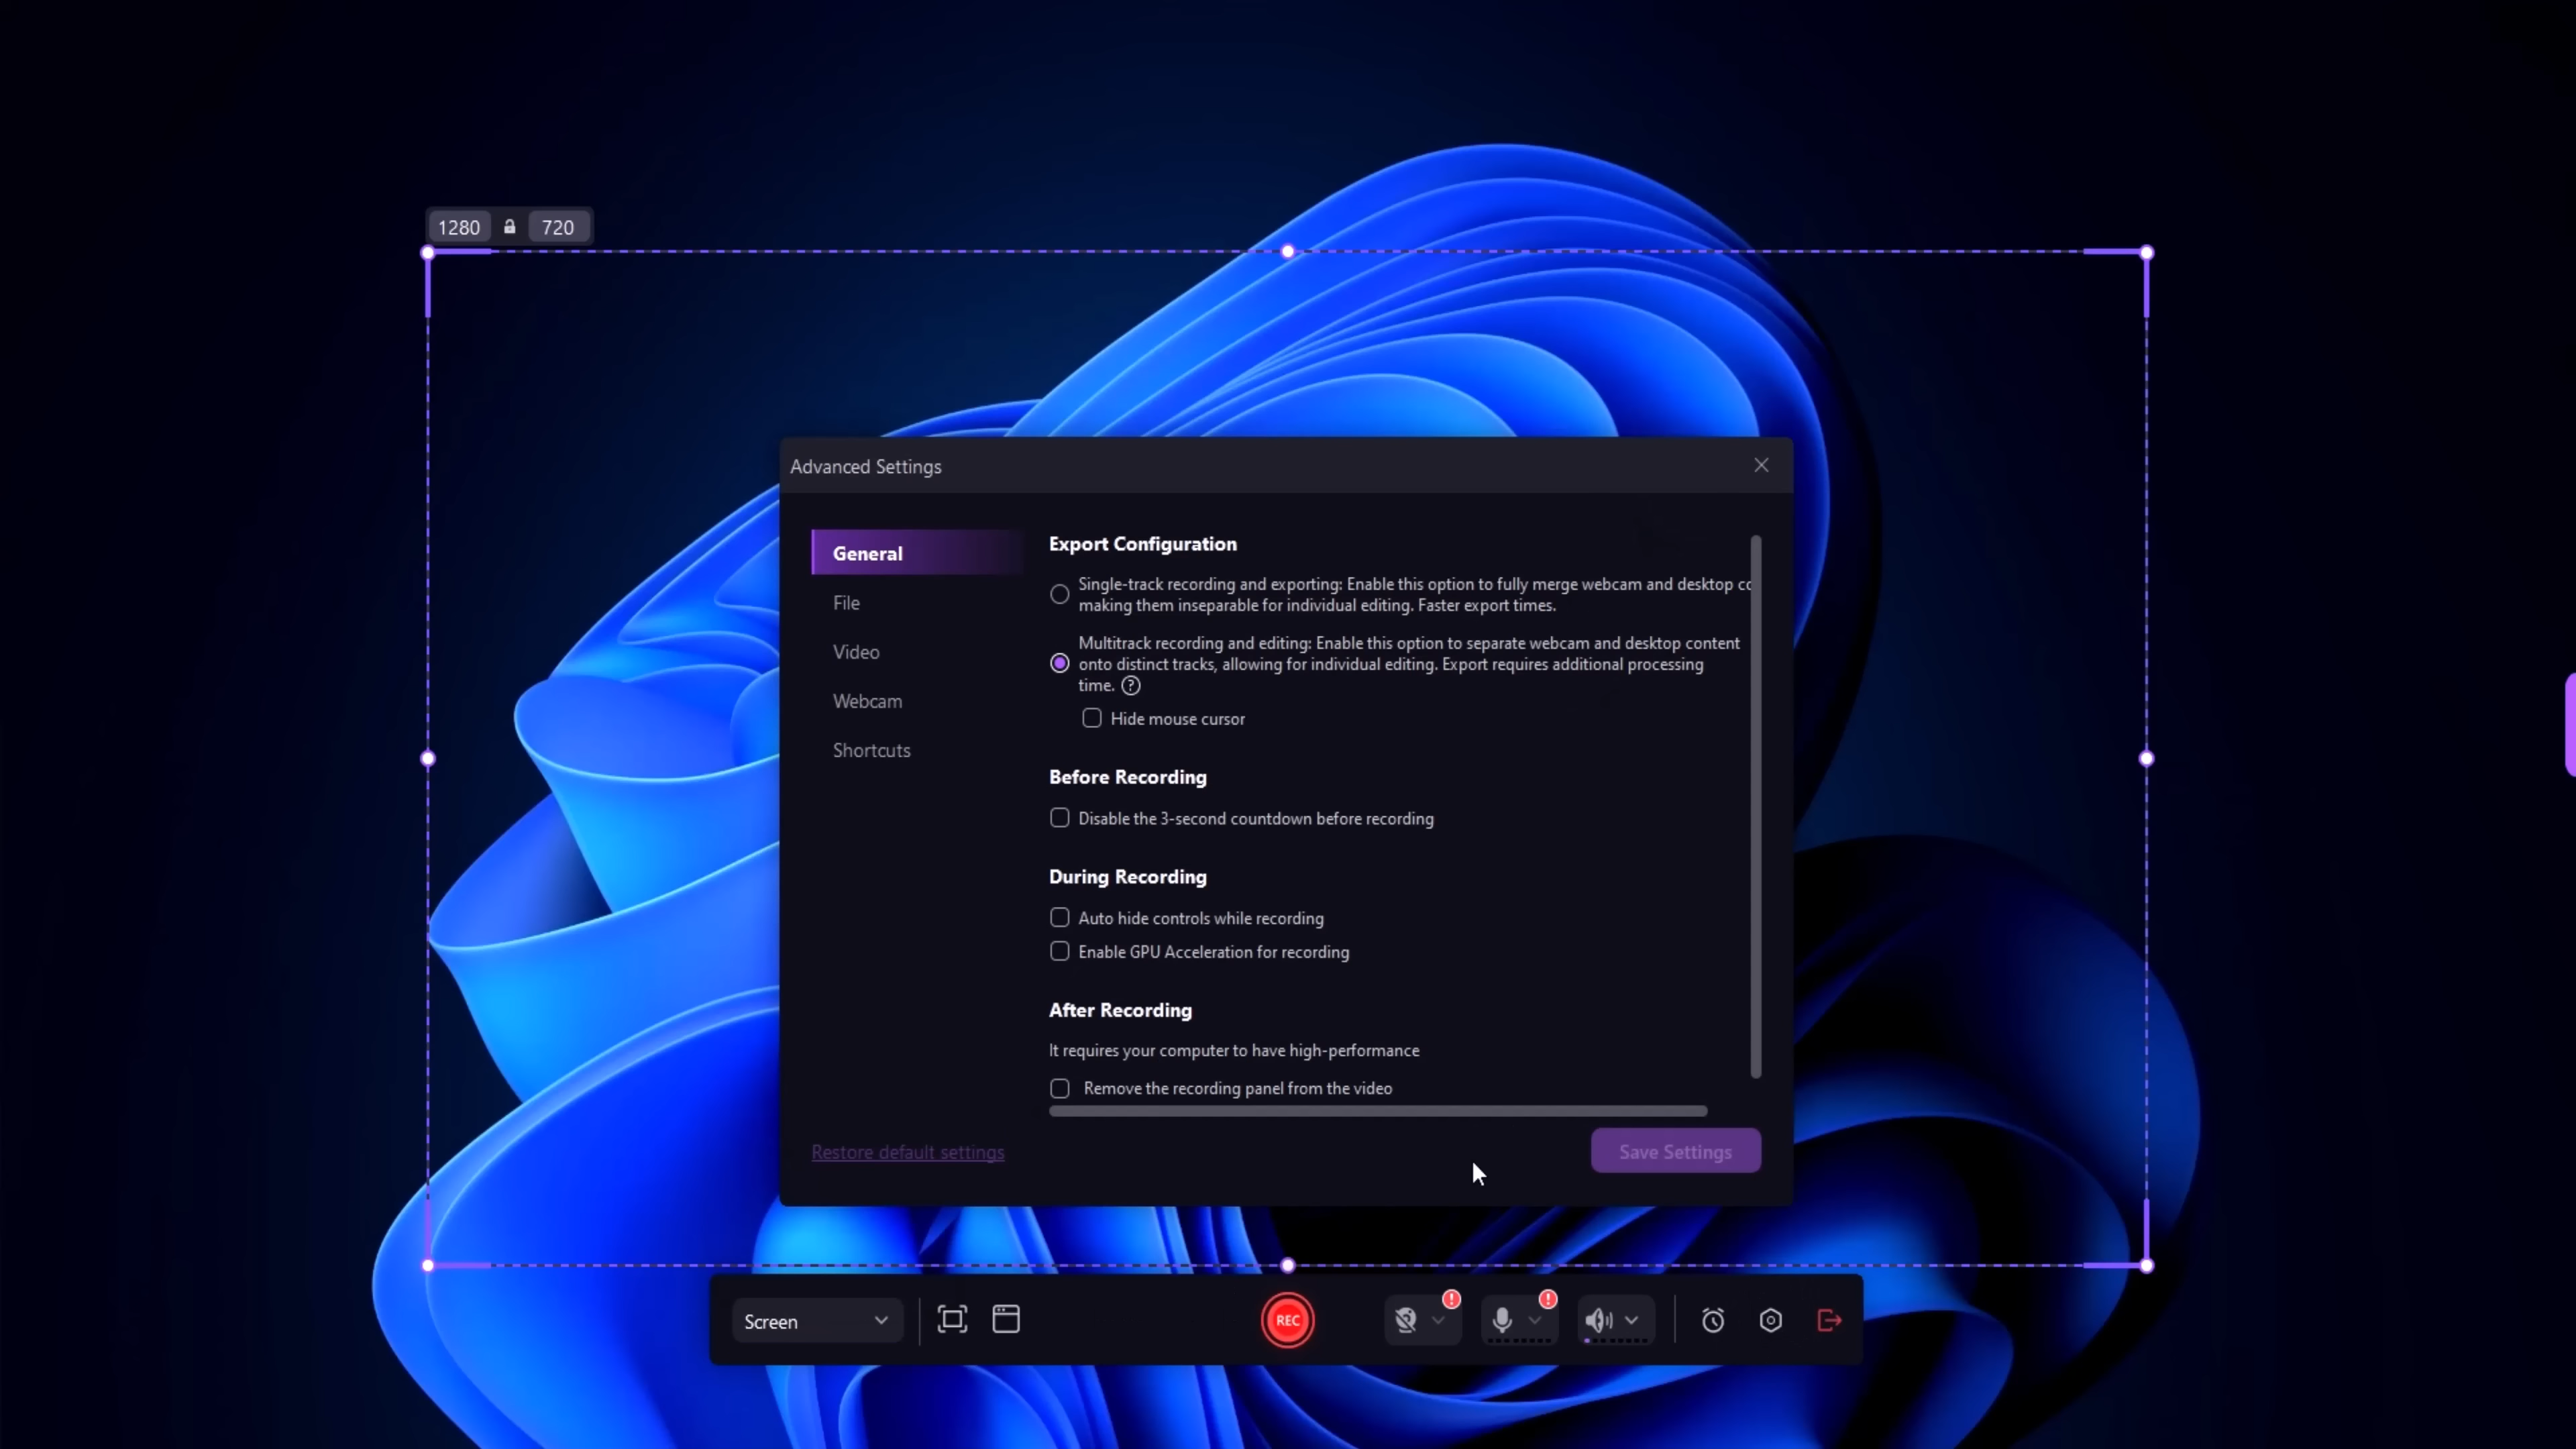 1280 720
Advanced Settings
General
File
Video
Webcam
Shortcuts
Export Configuration
Single-track recording and exporting: Enable this option to fully merge webcam and desktop
making them inseparable for individual editing. Faster export times.
Multitrack recording and editing: Enable this option to separate webcam and desktop content
onto distinct tracks, allowing for individual editing. Export requires additional processing
time. ?
Hide mouse cursor
Before Recording
Disable the 3-second countdown before recording
During Recording
Auto hide controls while recording
Enable GPU Acceleration for recording
After Recording
It requires your computer to have high-performance
Remove the recording panel from the video
Restore default settings
Save Settings
Screen
REC